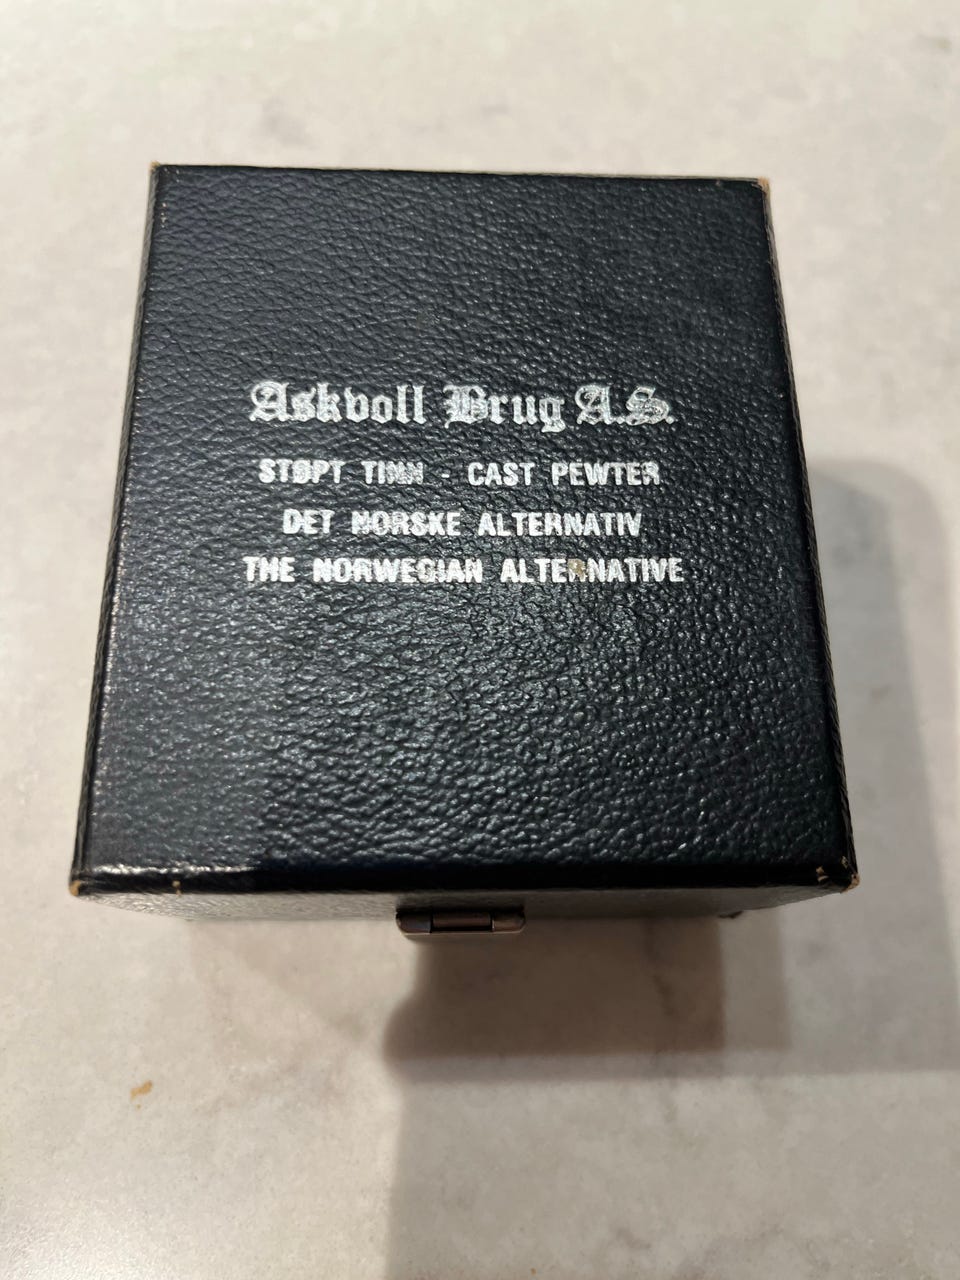 Askvoll Brug A.S.
STØPT TINN - CAST PEWTER
DET NORSKE ALTERNATIV
THE NORWEGIAN ALTERNATIVE